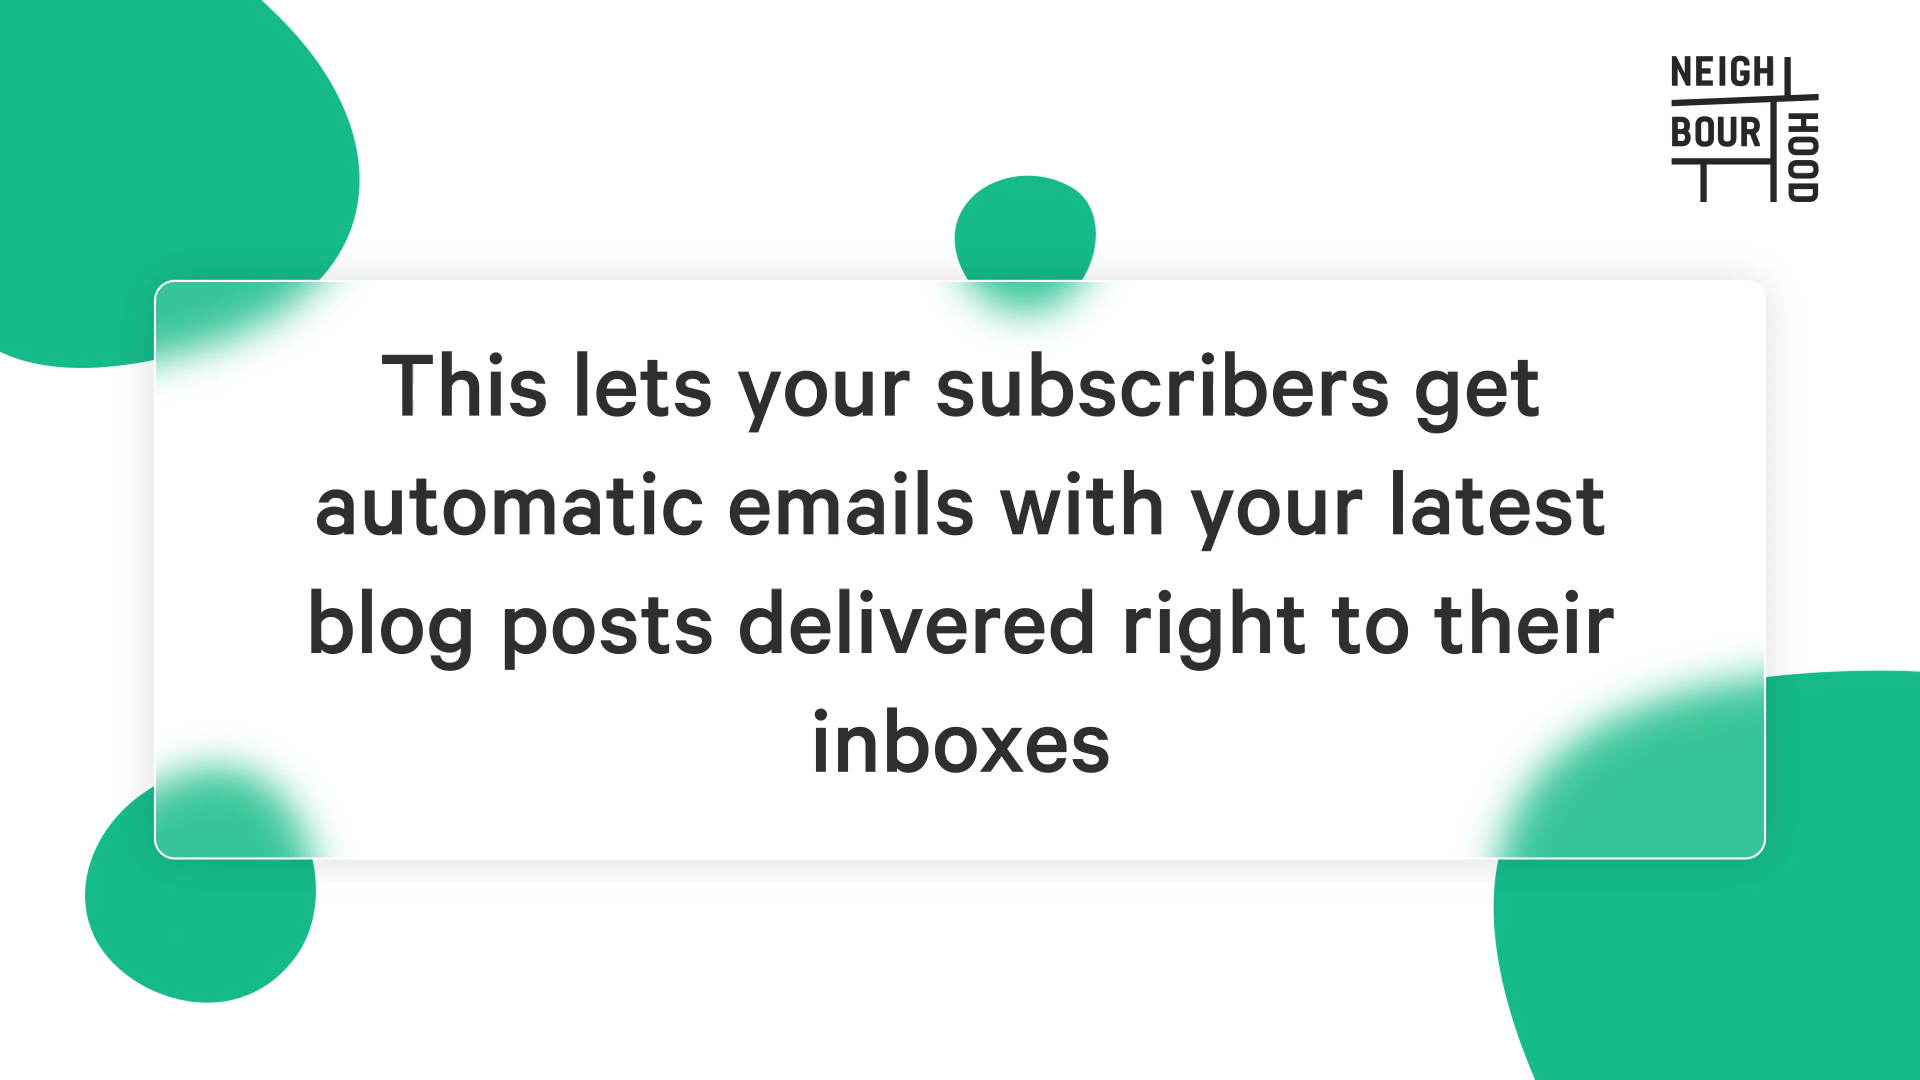 NEIGH
BOUR
HOOD
This lets your subscribers get
automatic emails with your latest
blog posts delivered right to their
inboxes